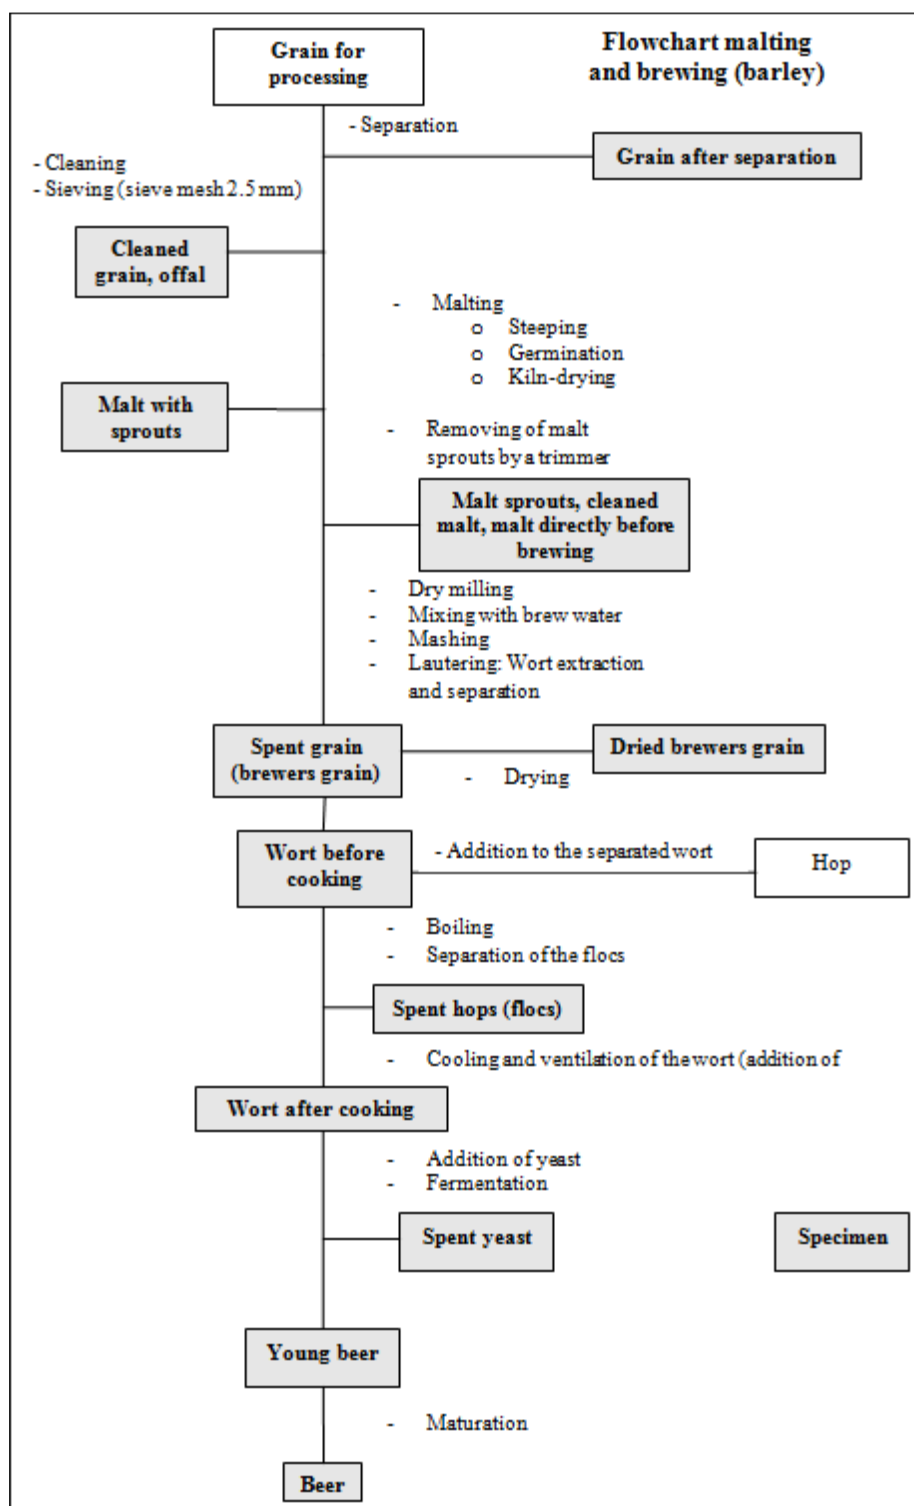 Grain for
processing
Flowchart malting
and brewing (barley)
- Separation
Grain after separation
- Cleaning
- Sieving (sieve mesh 2.5 mm)
Cleaned
grain, offal
- Malting
o Steeping
o Germination
o Kiln-drying
Malt with
sprouts
- Removing of malt
sprouts by a trimmer
Malt sprouts, cleaned
malt, malt directly before
brewing
- Dry milling
- Mixing with brew water
- Mashing
- Lautering: Wort extraction
and separation
Spent grain
(brewers grain)
Dried brewers grain
- Drying
Wort before
cooking
- Addition to the separated wort
Hop
- Boiling
- Separation of the flocs
Spent hops (flocs)
- Cooling and ventilation of the wort (addition of
Wort after cooking
- Addition of yeast
- Fermentation
Spent yeast
Specimen
Young beer
- Maturation
Beer